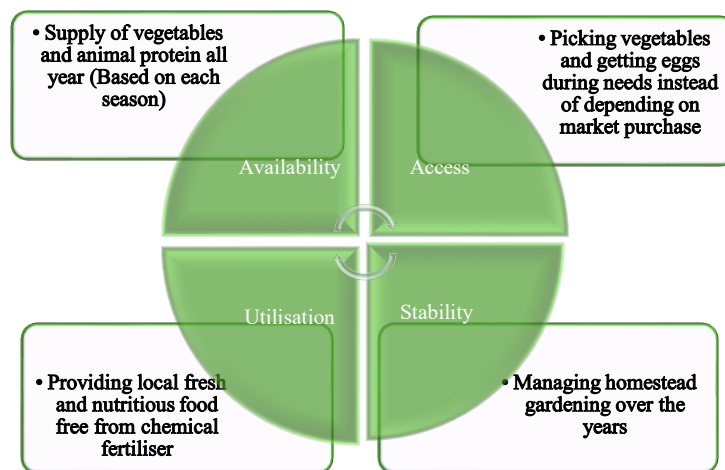 • Supply of vegetables
and animal protein all
year (Based on each
season)
• Picking vegetables
and getting eggs
during needs instead
of depending on
market purchase
Availability
Access
Utilisation
Stability
• Providing local fresh
and nutritious food
free from chemical
fertiliser
• Managing homestead
gardening over the
years